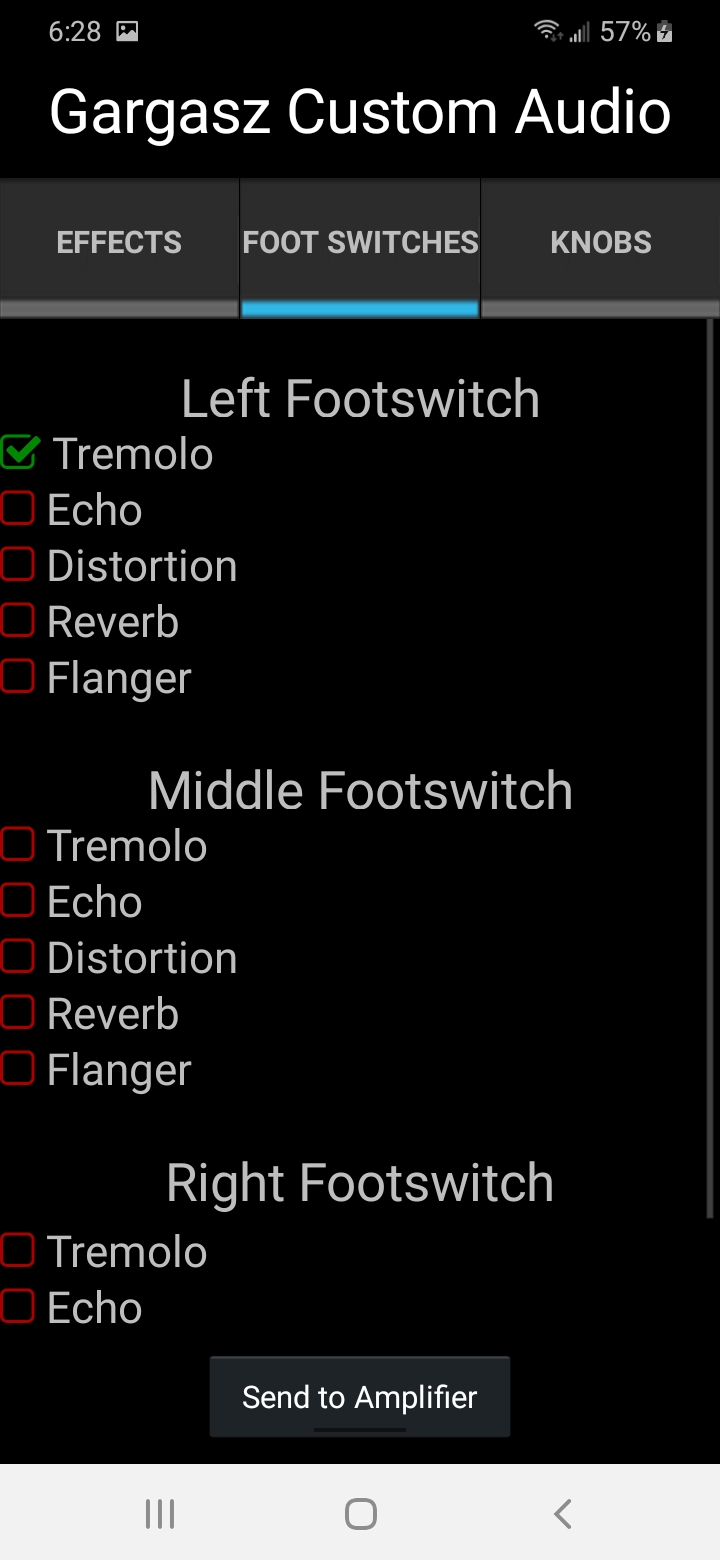 6:28 57%
Gargasz Custom Audio
EFFECTS FOOT SWITCHES KNOBS
Left Footswitch
Tremolo
Echo
Distortion
Reverb
Flanger
Middle Footswitch
Tremolo
Echo
Distortion
Reverb
Flanger
Right Footswitch
Tremolo
Echo
Send to Amplifier